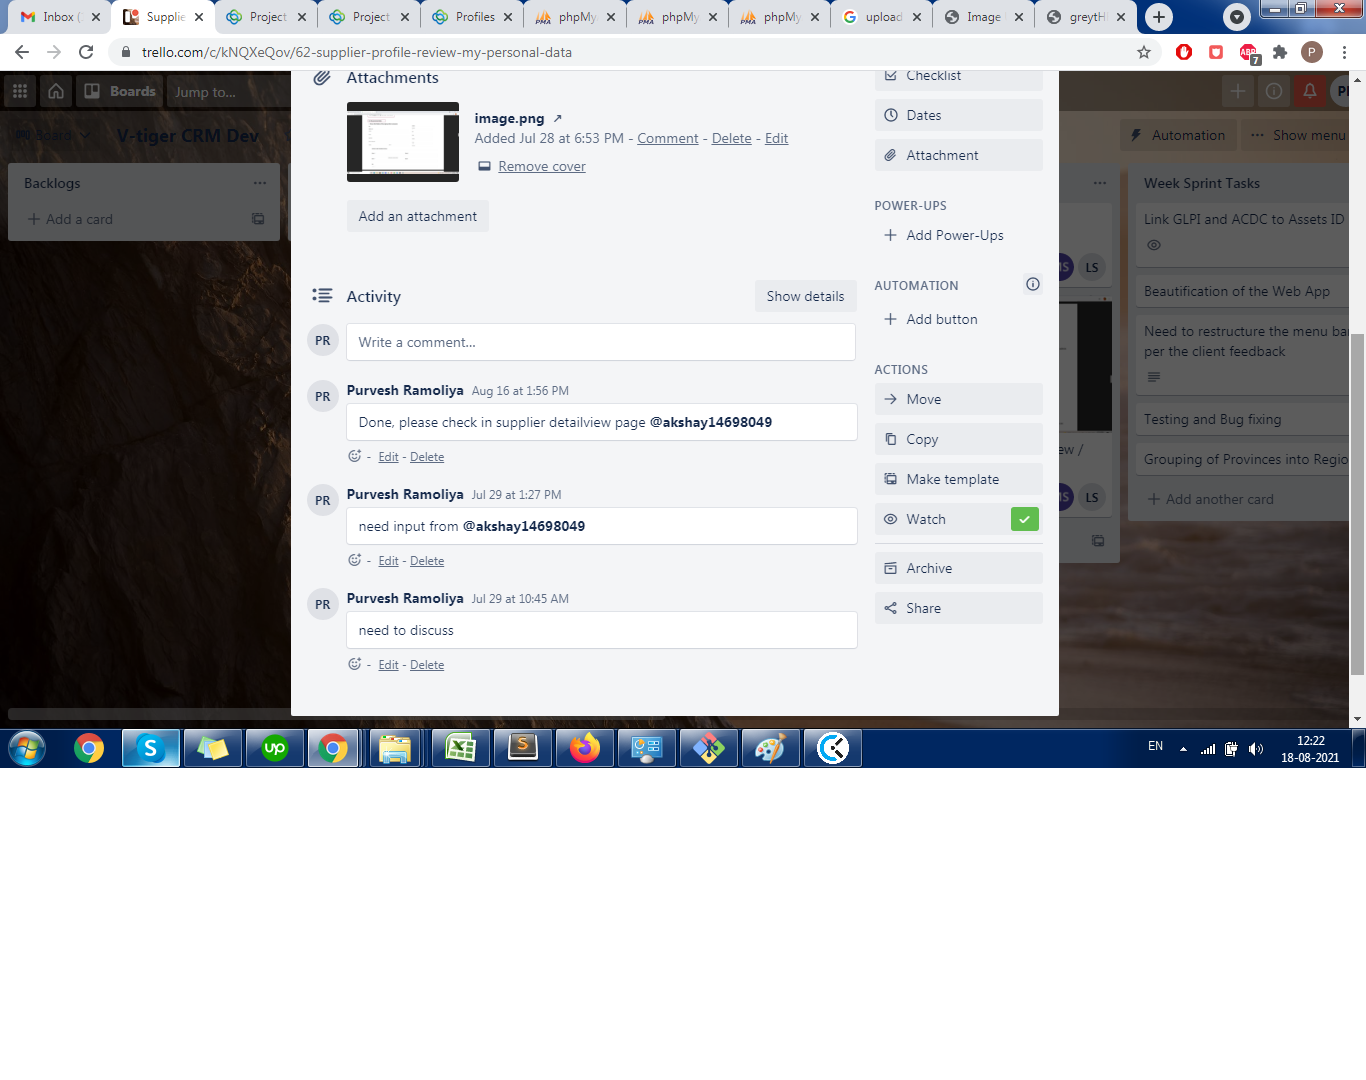 Inbox (
Supplie
Project
Project
Profiles
phpMy
phpMy
phpMy
upload
Image
greytH
trello.com/c/kNQXeQov/62-supplier-profile-review-my-personal-data
ABP
7
P
Boards
Jump to...
Board
V-tiger CRM Dev
Automation
Show menu
Backlogs
Add a card
Attachments
image.png
Added Jul 28 at 6:53 PM - Comment - Delete - Edit
Remove cover
Add an attachment
Activity
Show details
PR
Write a comment...
PR
Purvesh Ramoliya Aug 16 at 1:56 PM
Done, please check in supplier detailview page @akshay14698049
- Edit - Delete
PR
Purvesh Ramoliya Jul 29 at 1:27 PM
need input from @akshay14698049
- Edit - Delete
PR
Purvesh Ramoliya Jul 29 at 10:45 AM
need to discuss
- Edit - Delete
Checklist
Dates
Attachment
POWER-UPS
Add Power-Ups
AUTOMATION
Add button
ACTIONS
Move
Copy
Make template
Watch
Archive
Share
LS
ew /
LS
Week Sprint Tasks
Link GLPI and ACDC to Assets ID
Beautification of the Web App
Need to restructure the menu ba
per the client feedback
Testing and Bug fixing
Grouping of Provinces into Regio
Add another card
S
up
S
EN
12:22
18-08-2021